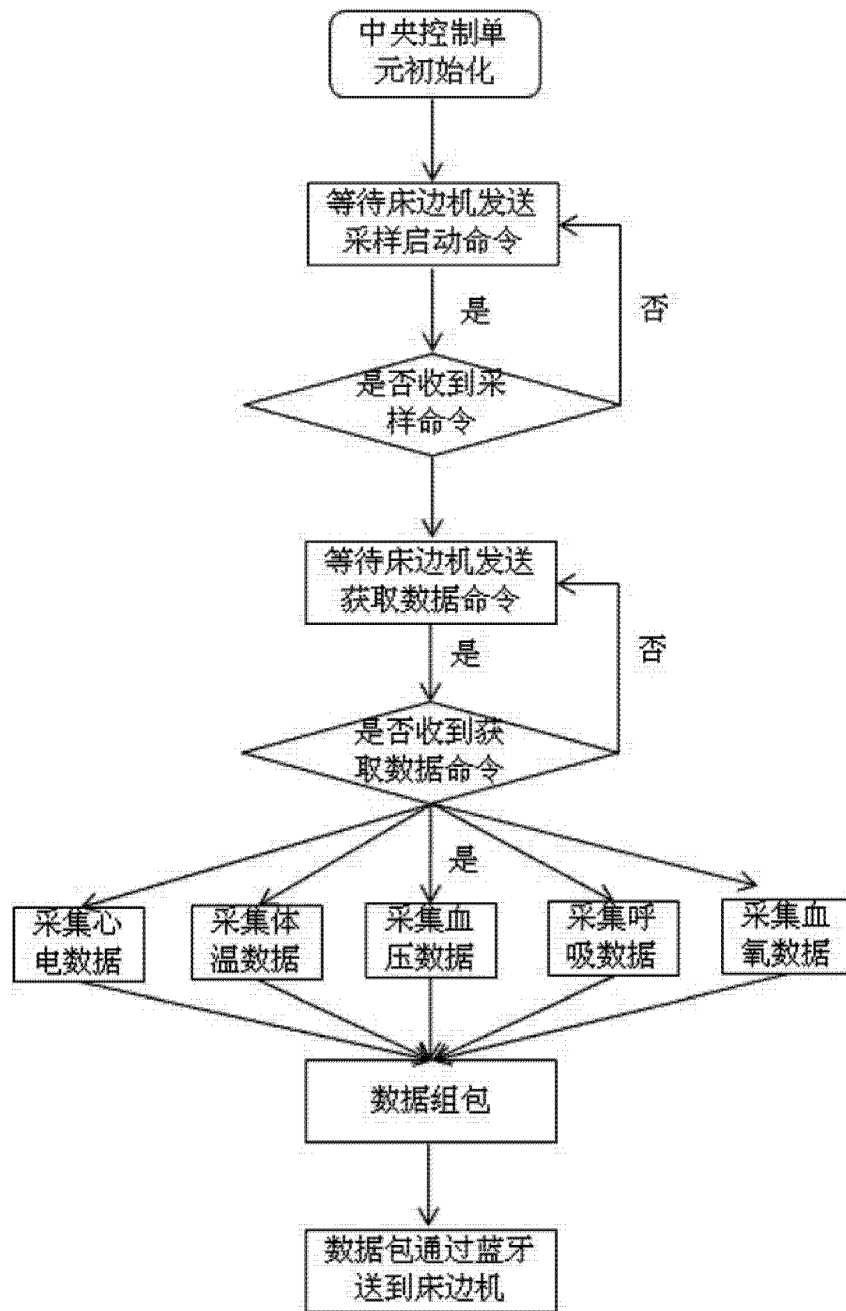 中央控制单
元初始化
等待床边机发送
采样启动命令
是
否
是否收到采
样命令
等待床边机发送
获取数据命令
是
否
是否收到获
取数据命令
是
采集心
电数据
采集体
温数据
采集血
压数据
采集呼
吸数据
采集血
氧数据
数据组包
数据包通过蓝牙
送到床边机